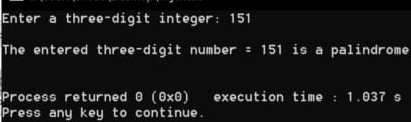 Enter a three-digit integer: 151
The entered three-digit number = 151 is a palindrome
Process returned 0 (0x0)   execution time : 1.037 s
Press any key to continue.